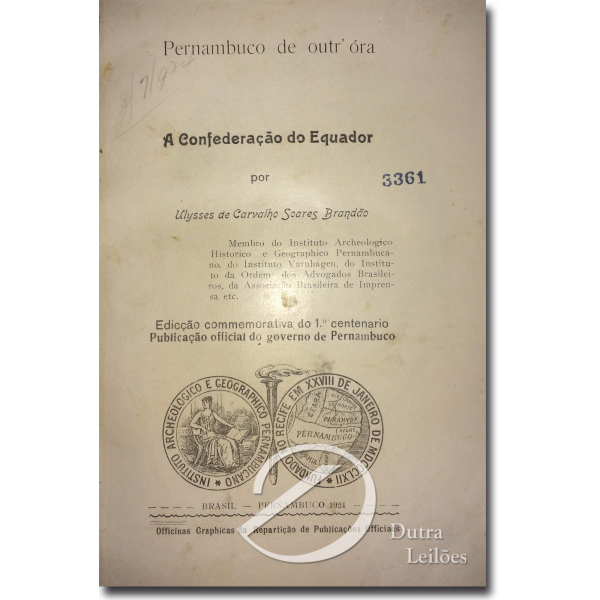 Pernambuco de outr' óra
A Confederação do Equador
por
3361
Ulysses de Carvalho Soares Brandão
Membro do Instituto Archeologico
Historico e Geographico Pernambuca-
no, do Instituto Varnhagen, do Institu-
to da Ordem dos Advogados Brasilei-
ros, da Associação Brasileira de Impren-
sa etc.
Edicção commemorativa do 1.º centenario
Publicação official do governo de Pernambuco
INSTITUTO ARCHEOLOGICO E GEOGRAPHICO PERNAMBUCANO
FUNDADO NO RECIFE EM XXVIII DE JANEIRO DE MDCCCLXII
CEARÁ
PARAHYBA
PERNAMBUCO
BAHIA
BRASIL - PERNAMBUCO 1924
Officinas Graphicas da Repartição de Publicações Officiaes
Dutra
Leilões